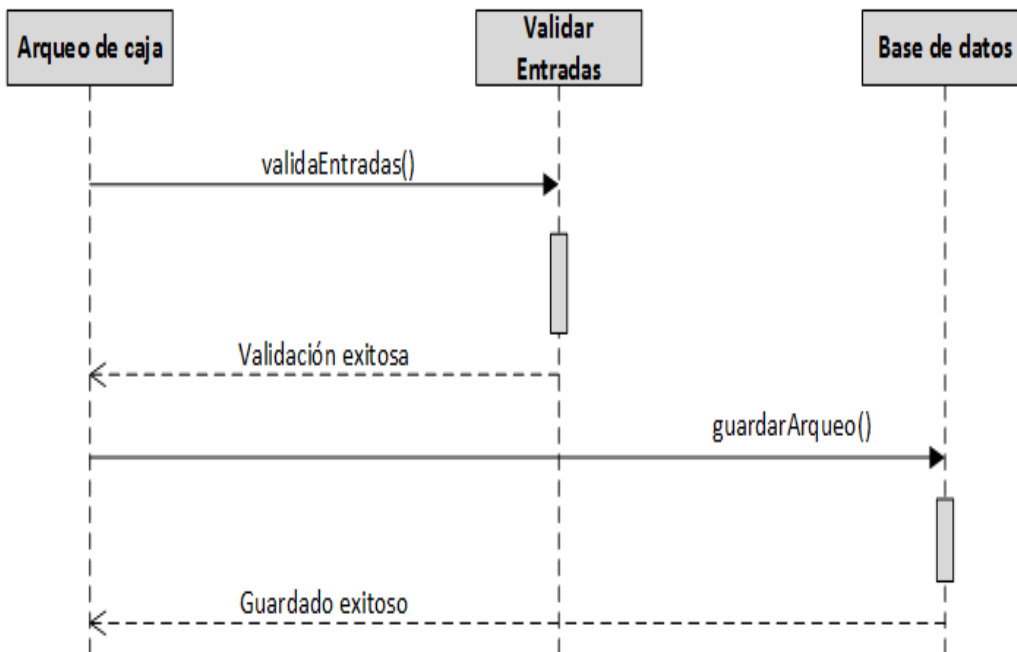 Arqueo de caja
Validar
Entradas
Base de datos
validaEntradas()
Validación exitosa
guardarArqueo()
Guardado exitoso